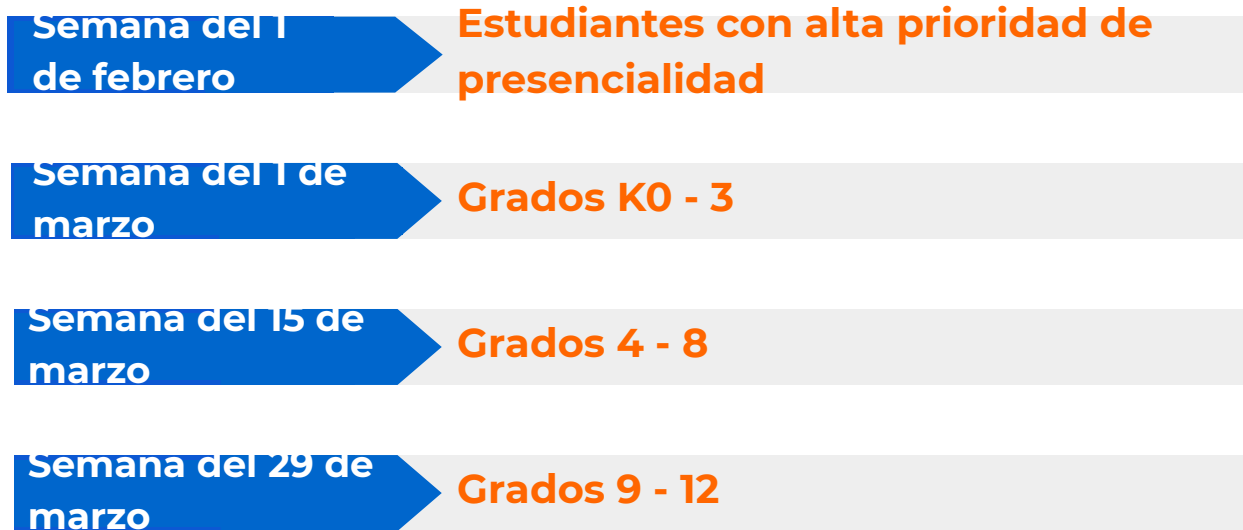 Semana del 1
de febrero
Estudiantes con alta prioridad de
presencialidad
Semana del 1 de
marzo
Grados K0 - 3
Semana del 15 de
marzo
Grados 4 - 8
Semana del 29 de
marzo
Grados 9 - 12